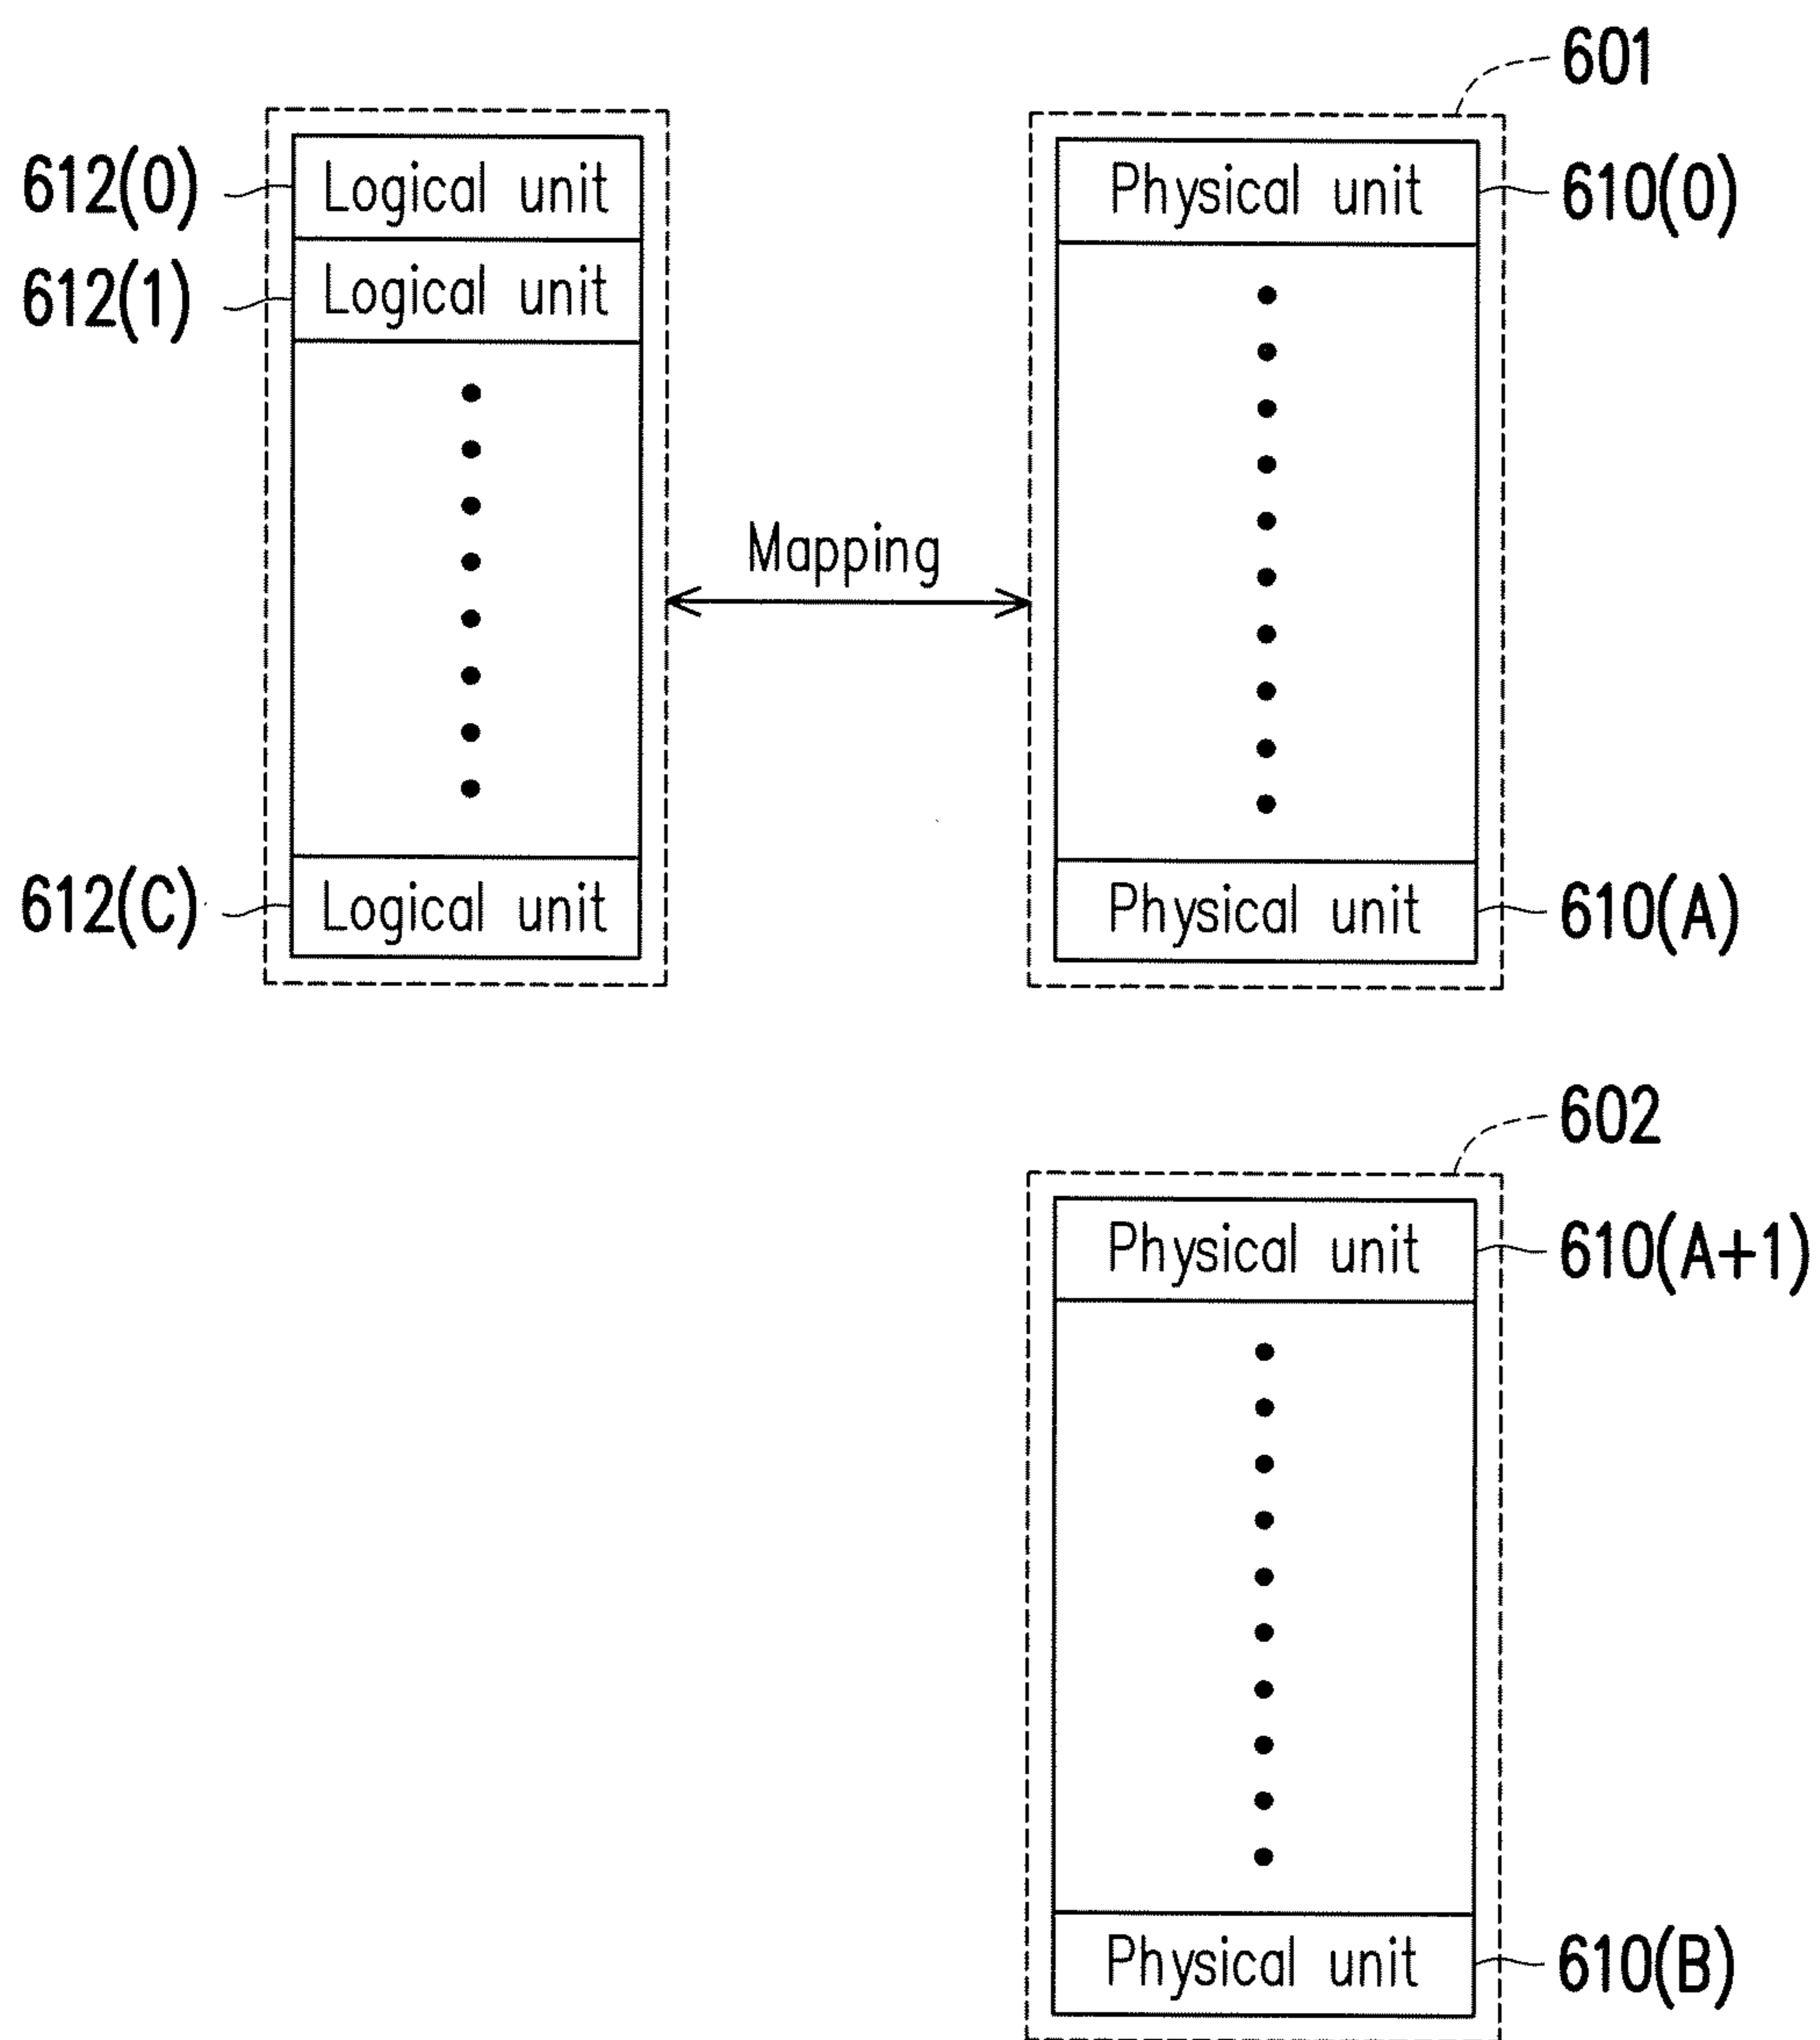 601
612(0)
Logical unit
Physical unit
610(0)
612(1)
Logical unit
Mapping
612(C)
Logical unit
Physical unit
610(A)
602
Physical unit
610(A+1)
Physical unit
610(B)